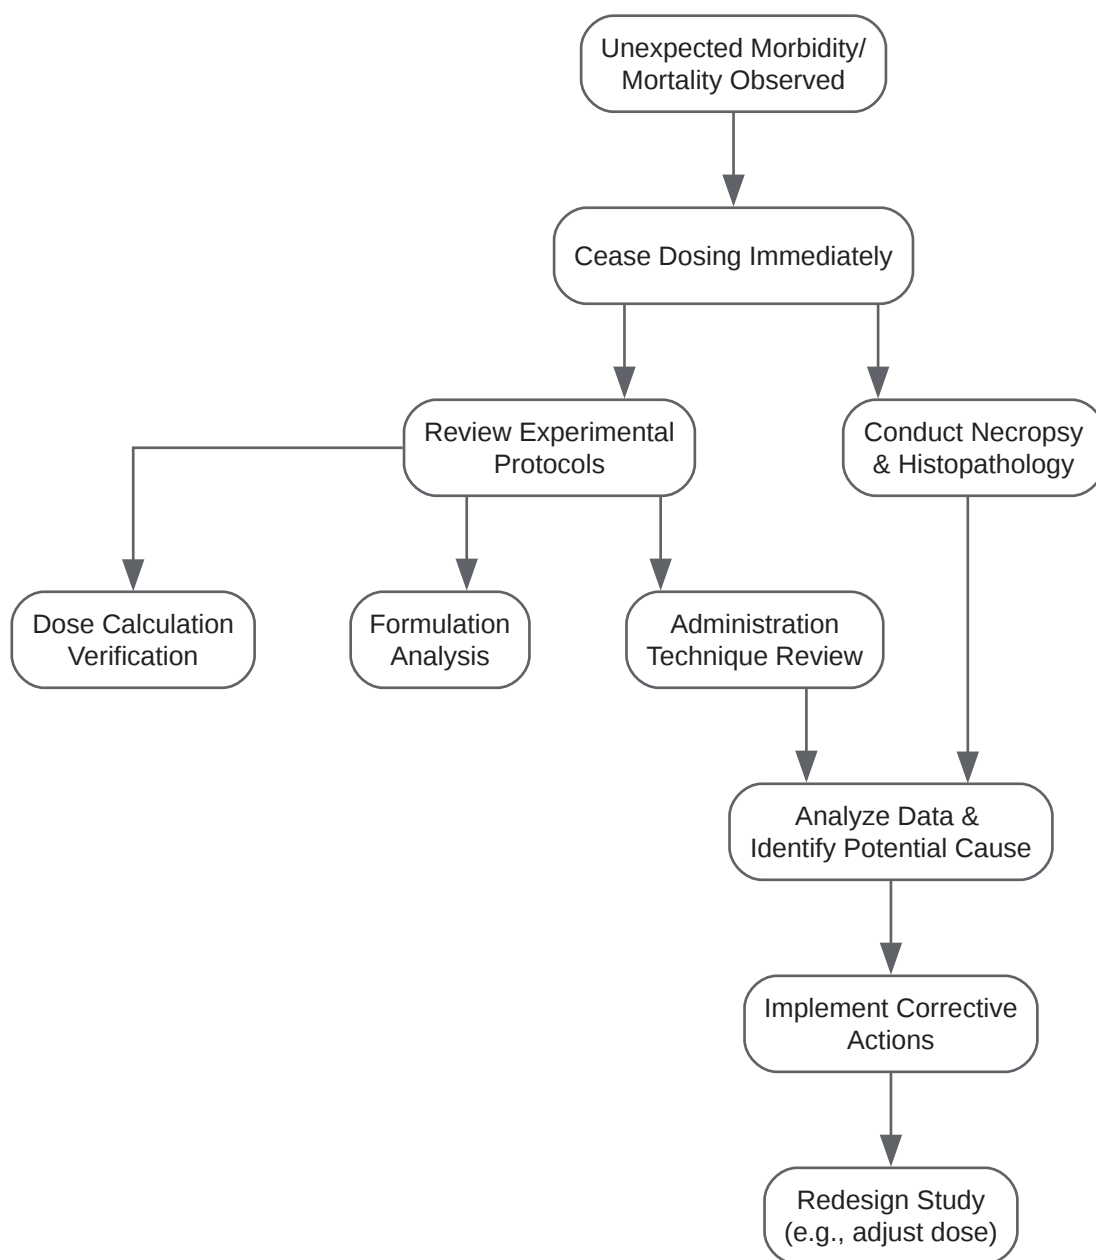 Unexpected Morbidity/
Mortality Observed
Cease Dosing Immediately
Review Experimental
Protocols
Conduct Necropsy
& Histopathology
Dose Calculation
Verification
Formulation
Analysis
Administration
Technique Review
Analyze Data &
Identify Potential Cause
Implement Corrective
Actions
Redesign Study
(e.g., adjust dose)